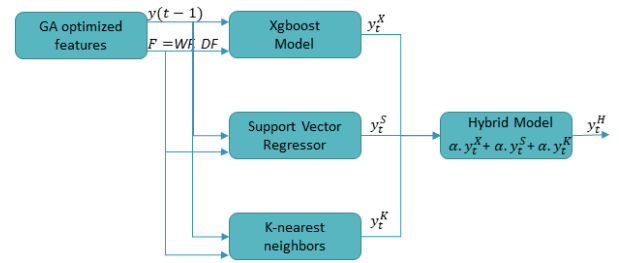 GA optimized
features
y(t − 1)
F = WF DF
Xgboost
Model
y_t^X
Support Vector
Regressor
y_t^S
K-nearest
neighbors
y_t^K
Hybrid Model
α. y_t^X + α. y_t^S + α. y_t^K
y_t^H